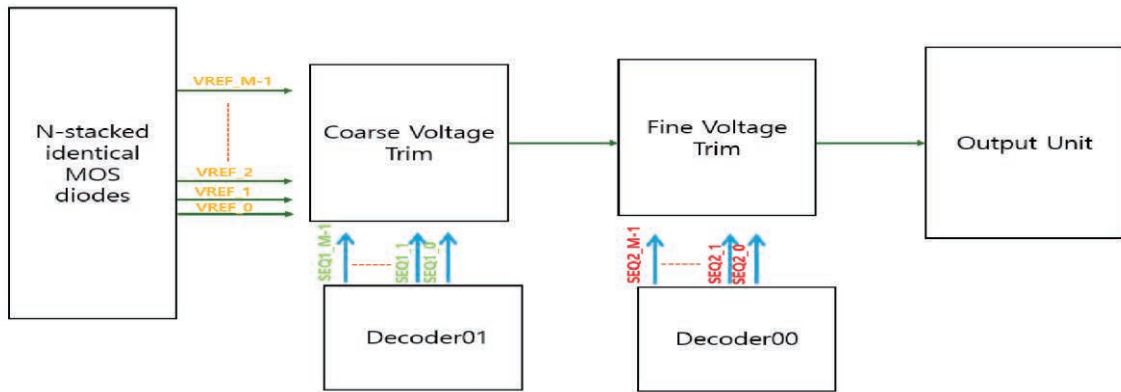 N-stacked
identical
MOS
diodes
VREF_M-1
VREF_2
VREF_1
VREF_0
Coarse Voltage
Trim
Fine Voltage
Trim
Output Unit
SEQ1_M-1
SEQ1_1
SEQ1_0
SEQ2_M-1
SEQ2_1
SEQ2_0
Decoder01
Decoder00